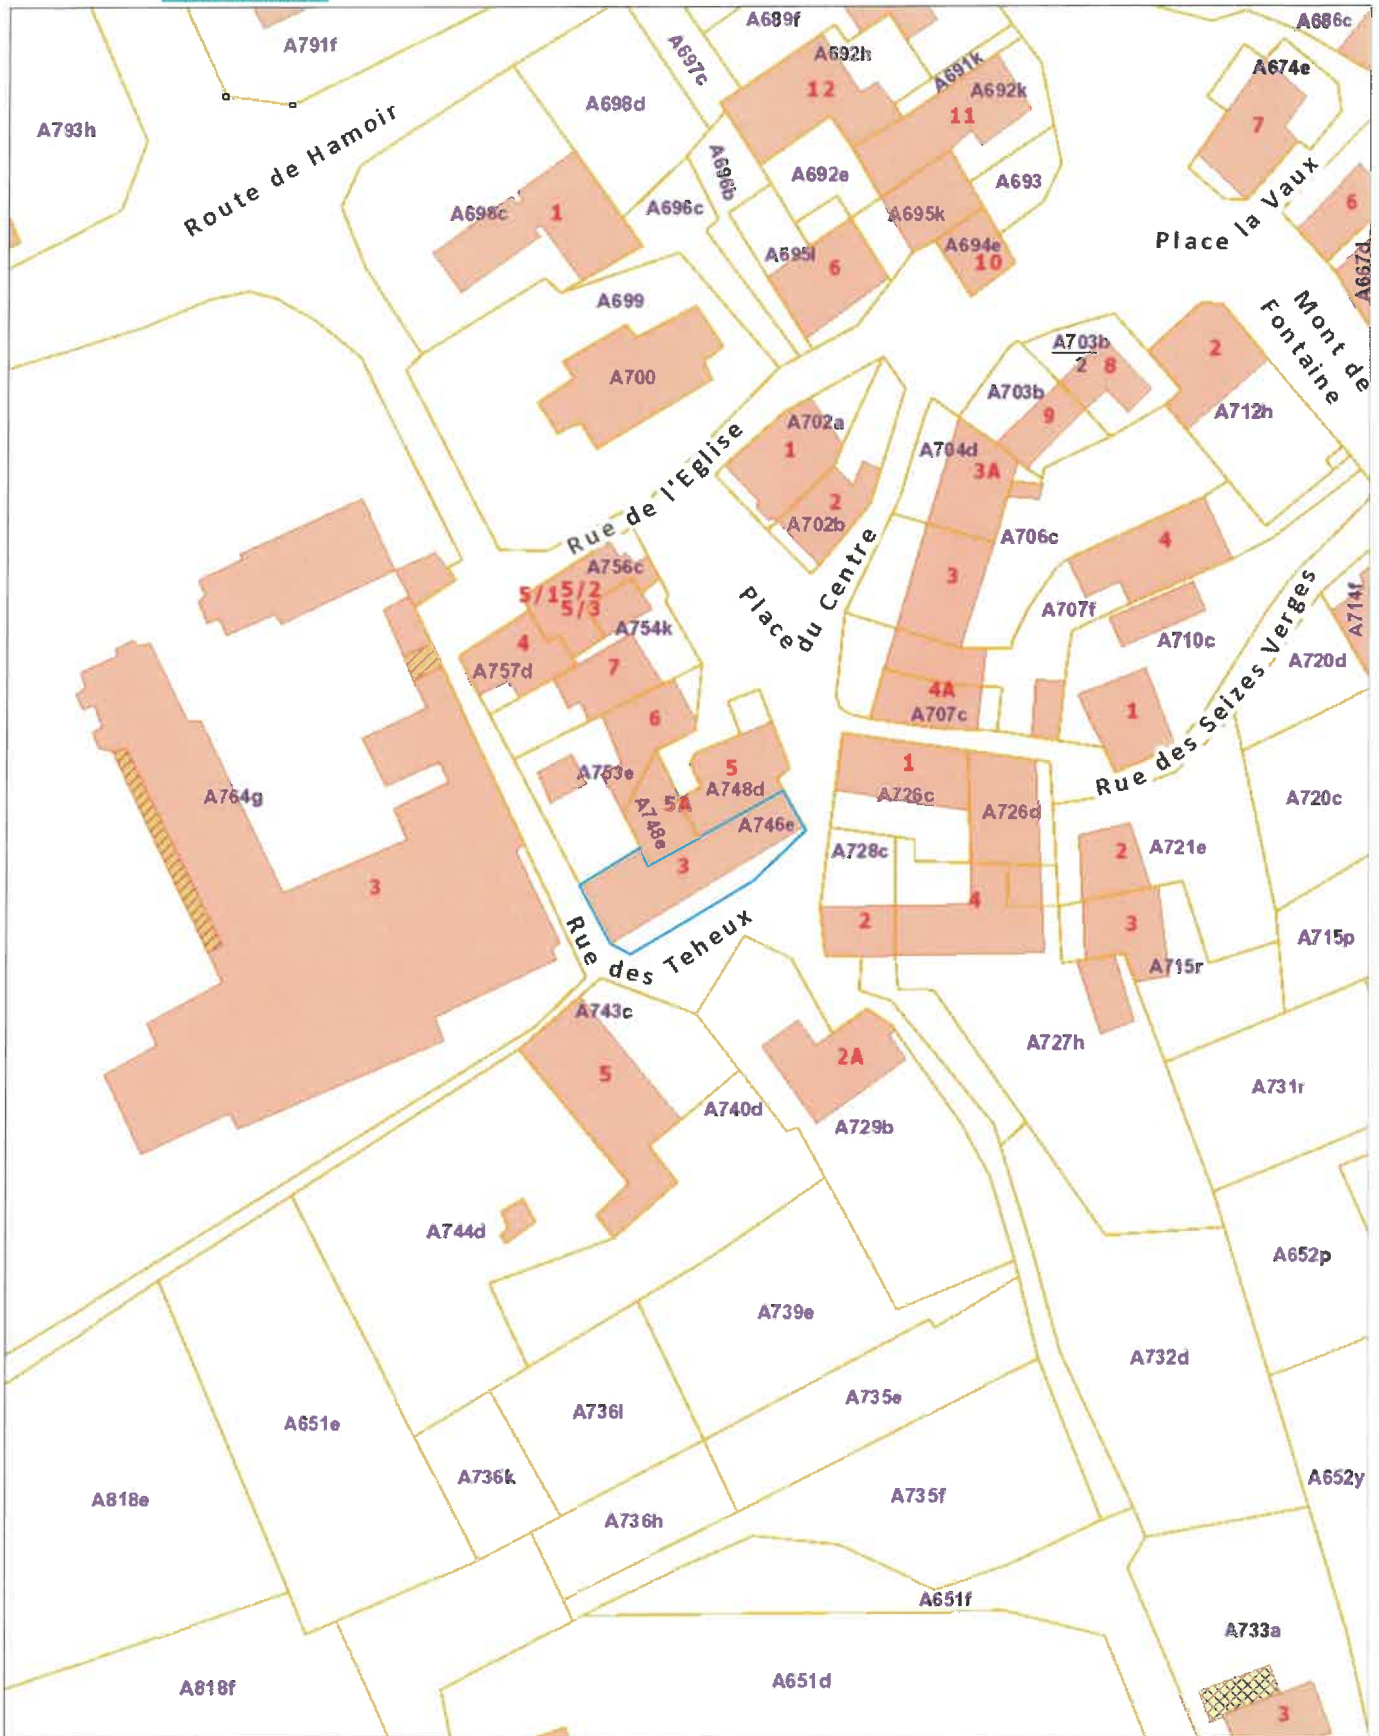 A689f
A686c
A791f
A697c
A692h
A691k
A674e
12
A692k
A698d
11
7
A793h
Route de Hamoir
A696b
A692e
A693
A698c
1
A696c
A695k
6
Place la Vaux
A695l
6
A694e
10
A667d
A699
Mont de
Fontaine
A703b
2
8
2
A700
A703b
9
A712h
A702a
1
A704d
3A
Rue de l'Eglise
2
A702b
A706c
4
A756c
5/1
5/2
5/3
3
Place
du Centre
A707f
A714f
A754k
A710c
4
A757d
7
A720d
4A
A707c
1
6
Rue des Seizes Verges
5
1
A764g
A753e
A748d
A726c
A720c
5A
A748e
A746e
A726d
3
3
A728c
2
A721e
4
2
3
A715p
Rue des Teheux
A715r
A743c
A727h
2A
5
A731r
A740d
A729b
A744d
A652p
A739e
A732d
A735e
A651e
A736l
A736k
A652y
A818e
A735f
A736h
A651f
A733a
A818f
A651d
3